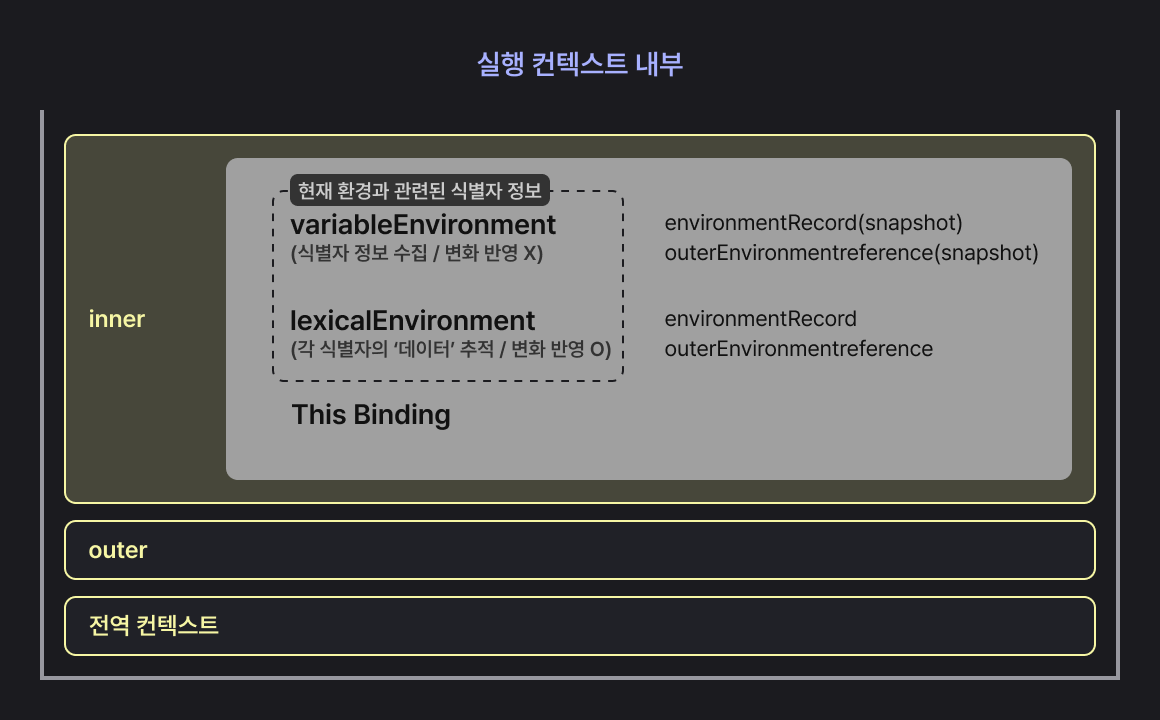 실행 컨텍스트 내부
현재 환경과 관련된 식별자 정보
variableEnvironment
(식별자 정보 수집 / 변화 반영 X)
environmentRecord(snapshot)
outerEnvironmentreference(snapshot)
inner
lexicalEnvironment
(각 식별자의 ‘데이터’ 추적 / 변화 반영 O)
environmentRecord
outerEnvironmentreference
This Binding
outer
전역 컨텍스트